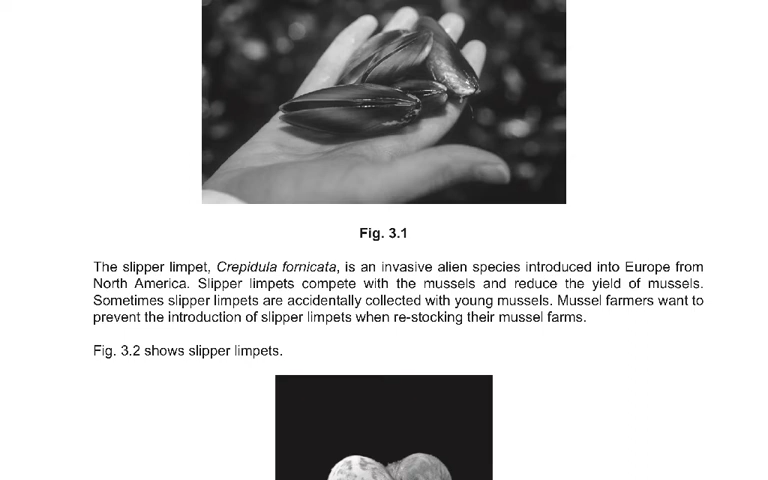 Fig. 3.1
The slipper limpet, Crepidula fornicata, is an invasive alien species introduced into Europe from
North America. Slipper limpets compete with the mussels and reduce the yield of mussels.
Sometimes slipper limpets are accidentally collected with young mussels. Mussel farmers want to
prevent the introduction of slipper limpets when re-stocking their mussel farms.
Fig. 3.2 shows slipper limpets.